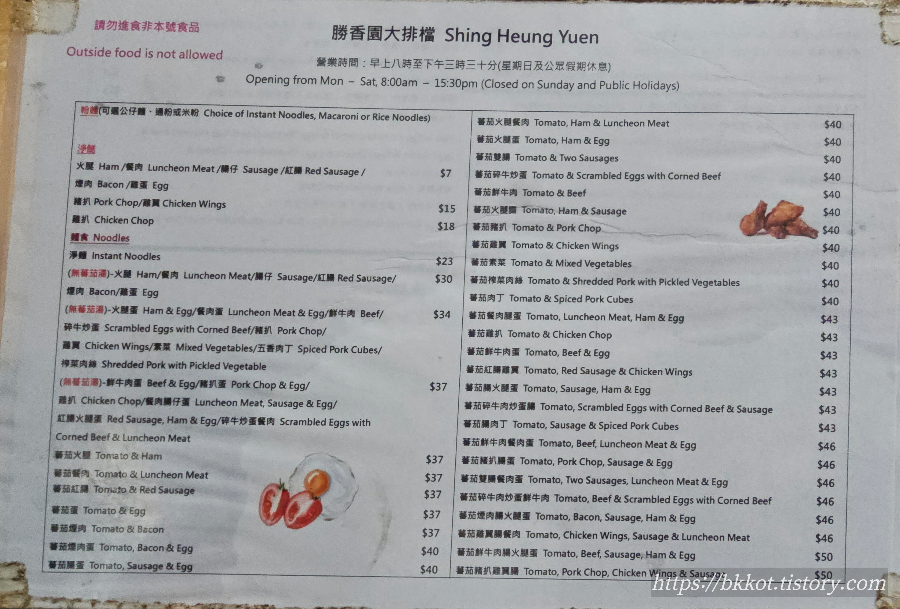 請勿進食非本號食品
Outside food is not allowed
勝香園大排檔 Shing Heung Yuen
營業時間：早上八時至下午三時三十分(星期日及公眾假期休息)
Opening from Mon – Sat, 8:00am – 15:30pm (Closed on Sunday and Public Holidays)
粉麵(可選公仔麵、通粉或米粉 Choice of Instant Noodles, Macaroni or Rice Noodles)
淨餸
火腿 Ham /餐肉 Luncheon Meat /腸仔 Sausage /紅腸 Red Sausage / $7
煙肉 Bacon /雞蛋 Egg
豬扒 Pork Chop/雞翼 Chicken Wings $15
雞扒 Chicken Chop $18
麵食 Noodles
淨麵 Instant Noodles $23
(無蕃茄湯)-火腿 Ham/餐肉 Luncheon Meat/腸仔 Sausage/紅腸 Red Sausage/ $30
煙肉 Bacon/雞蛋 Egg
(無蕃茄湯)-火腿蛋 Ham & Egg/餐肉蛋 Luncheon Meat & Egg/鮮牛肉 Beef/ $34
碎牛炒蛋 Scrambled Eggs with Corned Beef/豬扒 Pork Chop/
雞翼 Chicken Wings/素菜 Mixed Vegetables/五香肉丁 Spiced Pork Cubes/
榨菜肉絲 Shredded Pork with Pickled Vegetable
(無蕃茄湯)-鮮牛肉蛋 Beef & Egg/豬扒蛋 Pork Chop & Egg/ $37
雞扒 Chicken Chop/餐肉腸仔蛋 Luncheon Meat, Sausage & Egg/
紅腸火腿蛋 Red Sausage, Ham & Egg/碎牛炒蛋餐肉 Scrambled Eggs with
Corned Beef & Luncheon Meat
蕃茄火腿 Tomato & Ham $37
蕃茄餐肉 Tomato & Luncheon Meat $37
蕃茄紅腸 Tomato & Red Sausage $37
蕃茄蛋 Tomato & Egg $37
蕃茄煙肉 Tomato & Bacon $37
蕃茄煙肉蛋 Tomato, Bacon & Egg $40
蕃茄腸蛋 Tomato, Sausage & Egg $40
蕃茄火腿餐肉 Tomato, Ham & Luncheon Meat $40
蕃茄火腿蛋 Tomato, Ham & Egg $40
蕃茄雙腸 Tomato & Two Sausages $40
蕃茄碎牛炒蛋 Tomato & Scrambled Eggs with Corned Beef $40
蕃茄鮮牛肉 Tomato & Beef $40
蕃茄火腿腸 Tomato, Ham & Sausage $40
蕃茄豬扒 Tomato & Pork Chop $40
蕃茄雞翼 Tomato & Chicken Wings $40
蕃茄素菜 Tomato & Mixed Vegetables $40
蕃茄榨菜肉絲 Tomato & Shredded Pork with Pickled Vegetables $40
蕃茄肉丁 Tomato & Spiced Pork Cubes $40
蕃茄餐肉腿蛋 Tomato, Luncheon Meat, Ham & Egg $43
蕃茄雞扒 Tomato & Chicken Chop $43
蕃茄鮮牛肉蛋 Tomato, Beef & Egg $43
蕃茄紅腸雞翼 Tomato, Red Sausage & Chicken Wings $43
蕃茄腸火腿蛋 Tomato, Sausage, Ham & Egg $43
蕃茄碎牛肉炒蛋腸 Tomato, Scrambled Eggs with Corned Beef & Sausage $43
蕃茄腸肉丁 Tomato, Sausage & Spiced Pork Cubes $43
蕃茄鮮牛肉餐肉蛋 Tomato, Beef, Luncheon Meat & Egg $46
蕃茄豬扒腸蛋 Tomato, Pork Chop, Sausage & Egg $46
蕃茄雙腸餐肉蛋 Tomato, Two Sausages, Luncheon Meat & Egg $46
蕃茄碎牛肉炒蛋鮮牛肉 Tomato, Beef & Scrambled Eggs with Corned Beef $46
蕃茄煙肉腸火腿蛋 Tomato, Bacon, Sausage, Ham & Egg $46
蕃茄雞翼腸餐肉 Tomato, Chicken Wings, Sausage & Luncheon Meat $46
蕃茄鮮牛肉腸火腿蛋 Tomato, Beef, Sausage, Ham & Egg $50
蕃茄豬扒雞翼腸 Tomato, Pork Chop, Chicken Wings & Sausage $50
https://bkkot.tistory.com